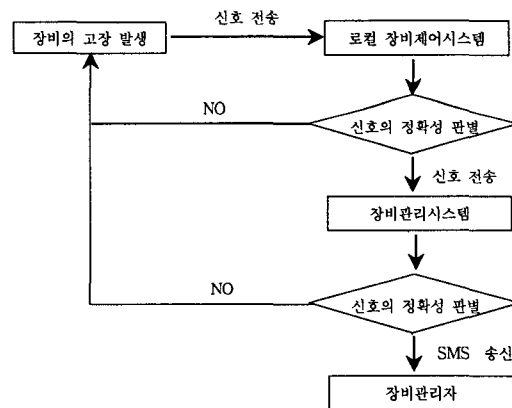 신호 전송
장비의 고장 발생
로컬 장비제어시스템
NO
신호의 정확성 판별
신호 전송
장비관리시스템
NO
신호의 정확성 판별
SMS 송신
장비관리자